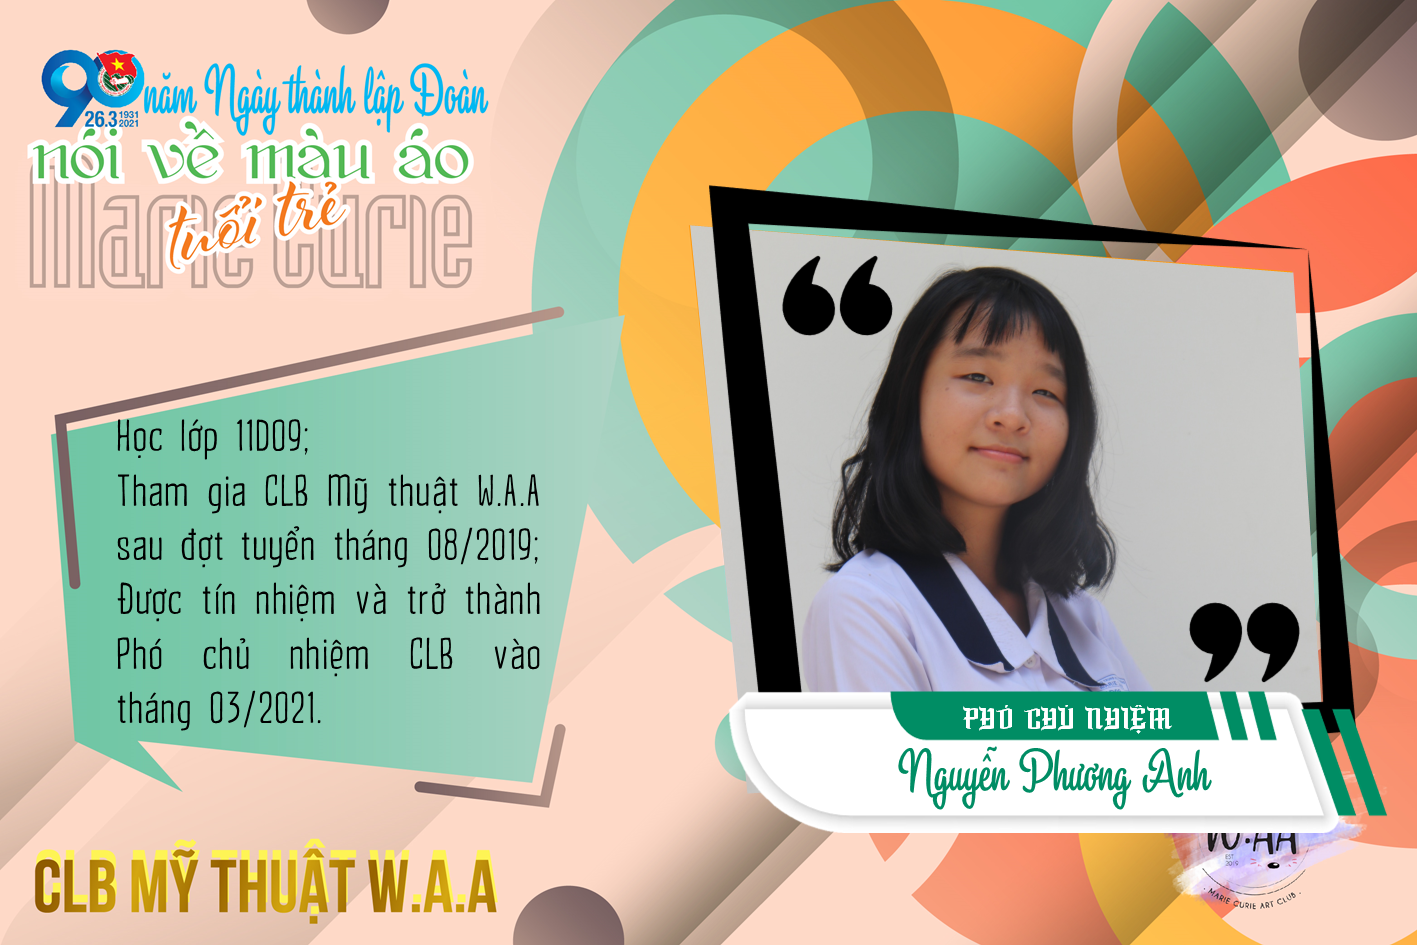 90 năm Ngày thành lập Đoàn
26.3 1931 2021
nói về màu áo
Marie Curie
tuổi trẻ
Học lớp 11D09;
Tham gia CLB Mỹ thuật W.A.A
sau đợt tuyển tháng 08/2019;
Được tín nhiệm và trở thành
Phó chủ nhiệm CLB vào
tháng 03/2021.
PHÓ CHỦ NHIỆM
Nguyễn Phương Anh
W.AA
EST.
2019
· MARIE CURIE ART CLUB ·
CLB MỸ THUẬT W.A.A